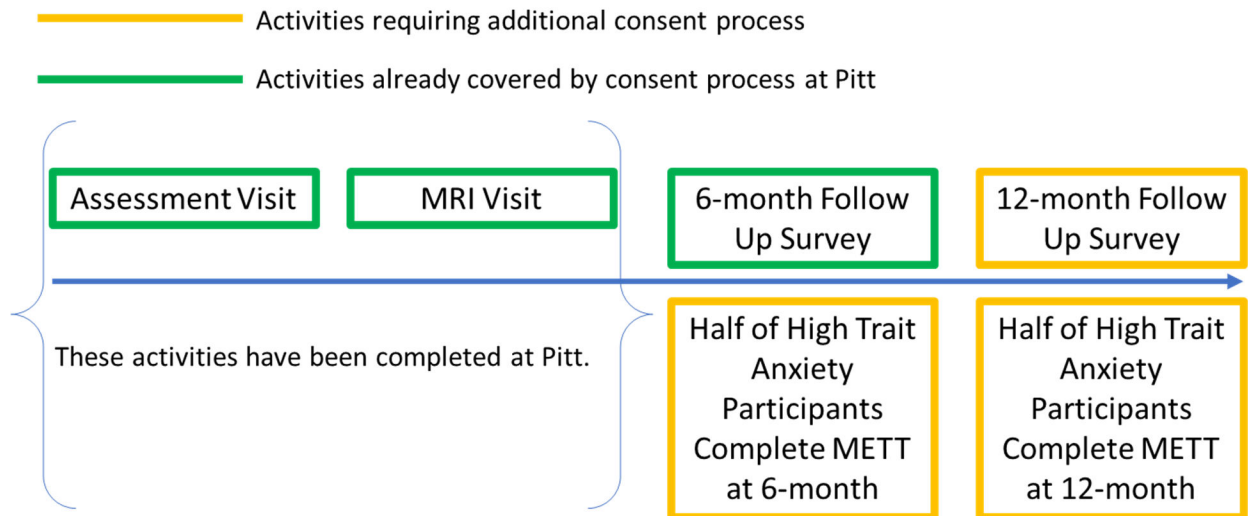 Activities requiring additional consent process
Activities already covered by consent process at Pitt
Assessment Visit
MRI Visit
6-month Follow
Up Survey
12-month Follow
Up Survey
These activities have been completed at Pitt.
Half of High Trait
Anxiety
Participants
Complete METT
at 6-month
Half of High Trait
Anxiety
Participants
Complete METT
at 12-month